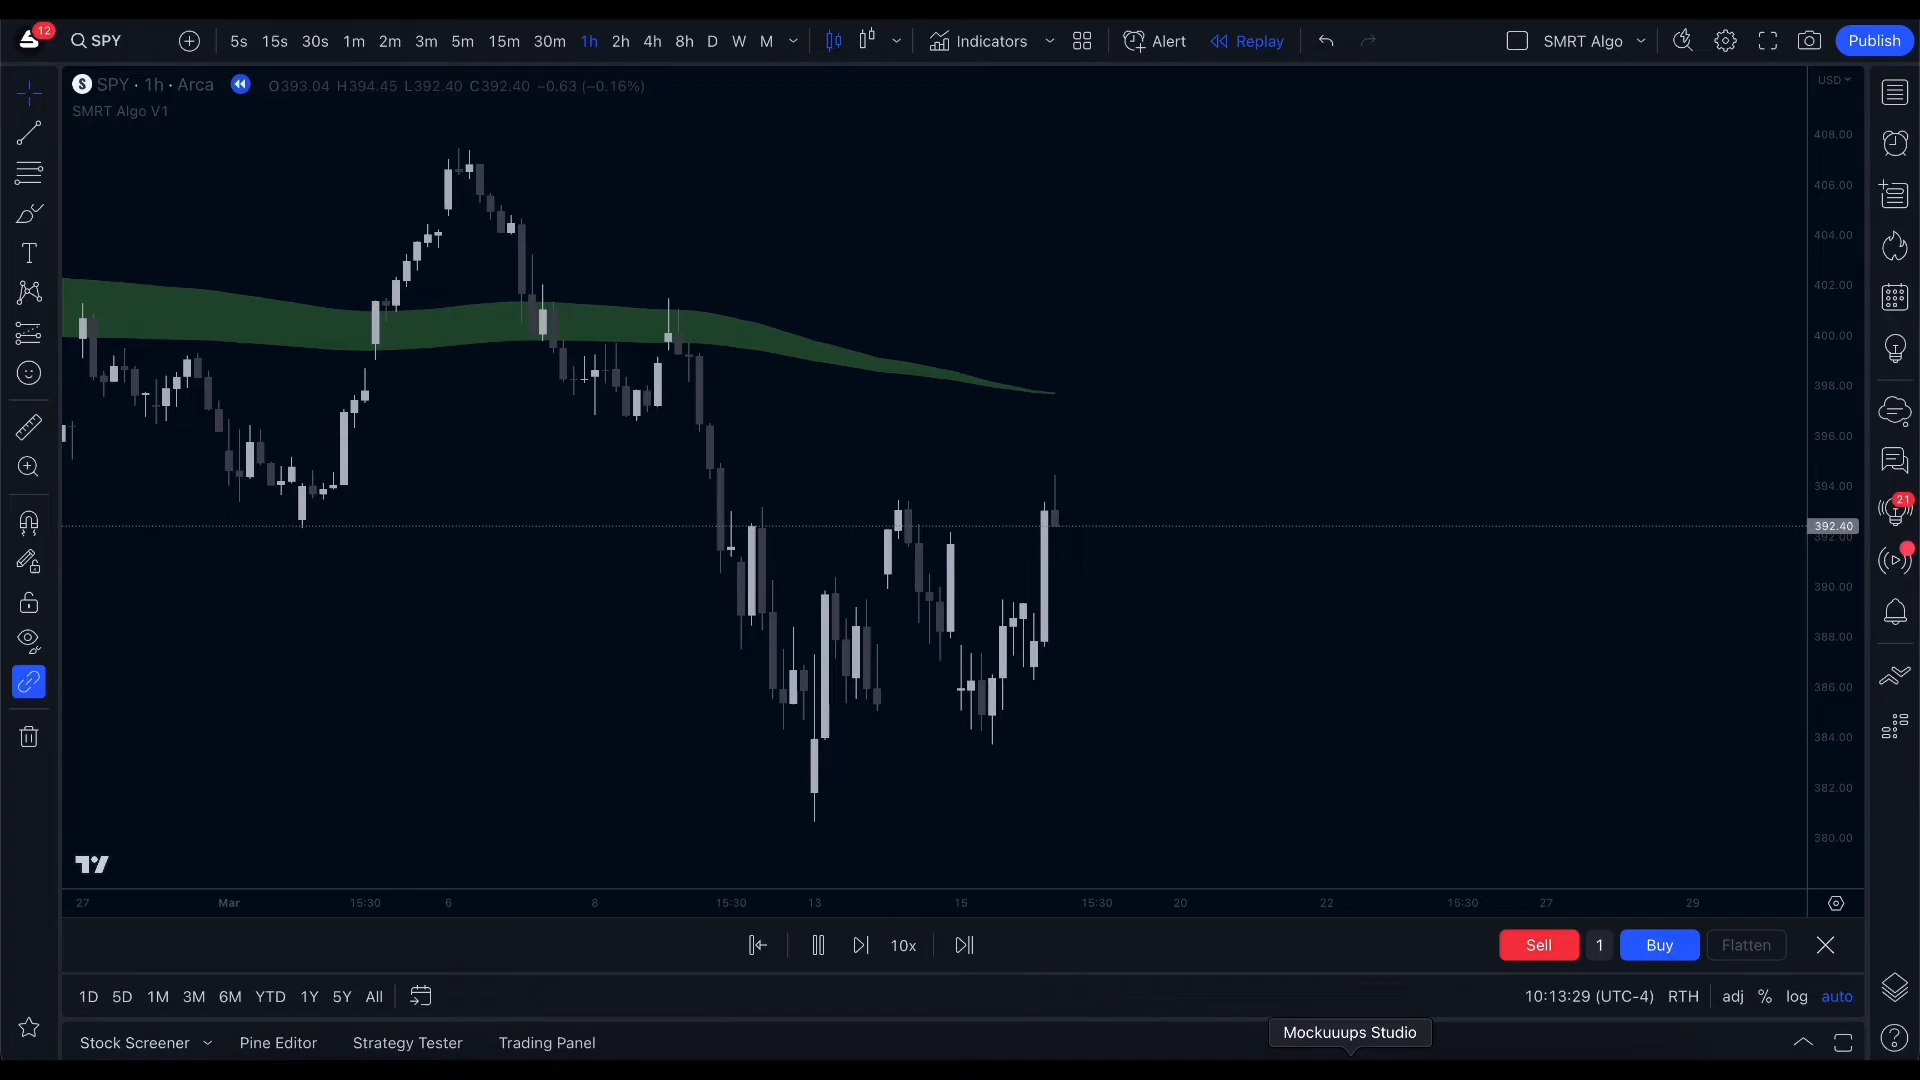 12
SPY
5s 15s 30s 1m 2m 3m 5m 15m 30m 1h 2h 4h 8h D W M
Indicators
Alert
Replay
SMRT Algo
Publish
S SPY · 1h · Arca O393.04 H394.45 L392.40 C392.40 −0.63 (−0.16%)
SMRT Algo V1
USD
408.00
406.00
404.00
402.00
400.00
398.00
396.00
394.00
392.40
392.00
390.00
388.00
386.00
384.00
382.00
380.00
21
27 Mar 15:30 6 8 15:30 13 15 15:30 20 22 15:30 27 29
10x
Sell 1 Buy Flatten
1D 5D 1M 3M 6M YTD 1Y 5Y All
10:13:29 (UTC-4) RTH adj % log auto
Mockuuups Studio
Stock Screener Pine Editor Strategy Tester Trading Panel